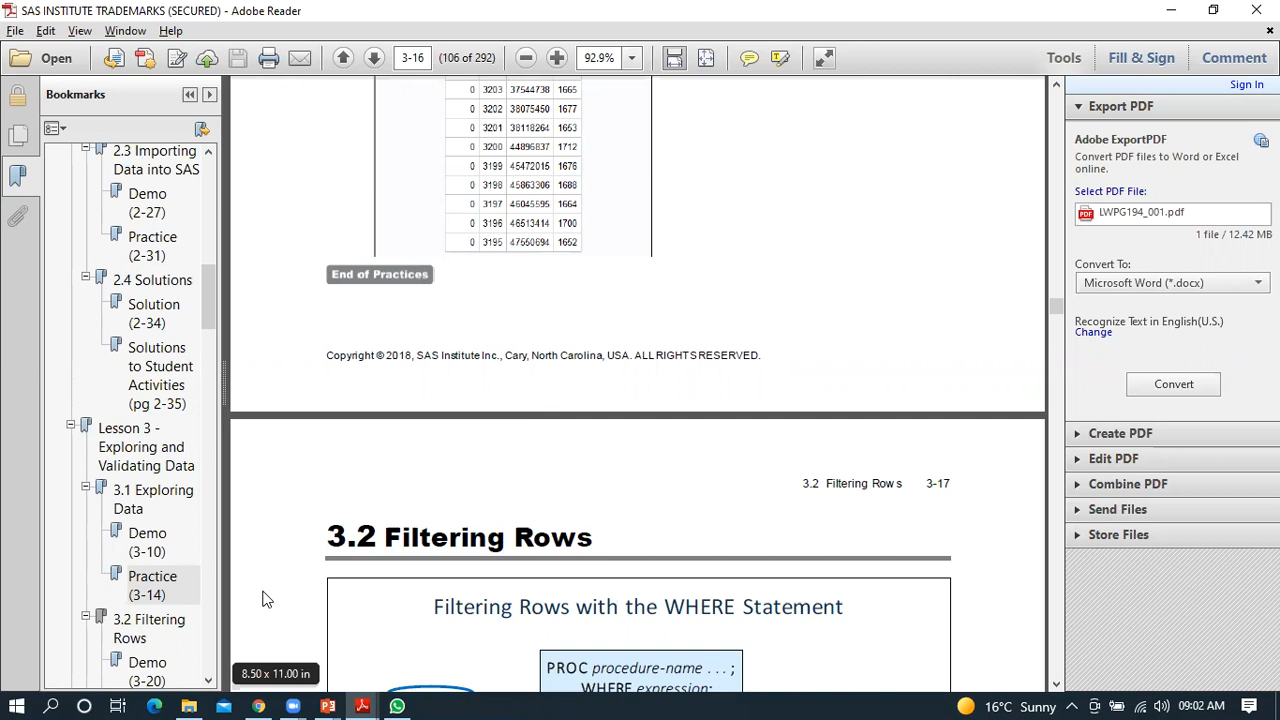 SAS INSTITUTE TRADEMARKS (SECURED) - Adobe Reader
File Edit View Window Help
Open
3-16 (106 of 292)
92.9%
Tools Fill & Sign Comment
Bookmarks
2.3 Importing
Data into SAS
Demo
(2-27)
Practice
(2-31)
2.4 Solutions
Solution
(2-34)
Solutions
to Student
Activities
(pg 2-35)
Lesson 3 -
Exploring and
Validating Data
3.1 Exploring
Data
Demo
(3-10)
Practice
(3-14)
3.2 Filtering
Rows
Demo
(3-20)
0 3203 37544738 1665
0 3202 38075450 1677
0 3201 38118264 1653
0 3200 44896837 1712
0 3199 45472015 1676
0 3198 45863306 1688
0 3197 46045595 1664
0 3196 46513414 1700
0 3195 47550694 1652
End of Practices
Copyright © 2018, SAS Institute Inc., Cary, North Carolina, USA. ALL RIGHTS RESERVED.
3.2 Filtering Rows 3-17
3.2 Filtering Rows
Filtering Rows with the WHERE Statement
PROC procedure-name . . . ;
WHERE expression;
8.50 x 11.00 in
Sign In
Export PDF
Adobe ExportPDF
Convert PDF files to Word or Excel
online.
Select PDF File:
LWPG194_001.pdf
1 file / 12.42 MB
Convert To:
Microsoft Word (*.docx)
Recognize Text in English(U.S.)
Change
Convert
Create PDF
Edit PDF
Combine PDF
Send Files
Store Files
16°C Sunny
09:02 AM